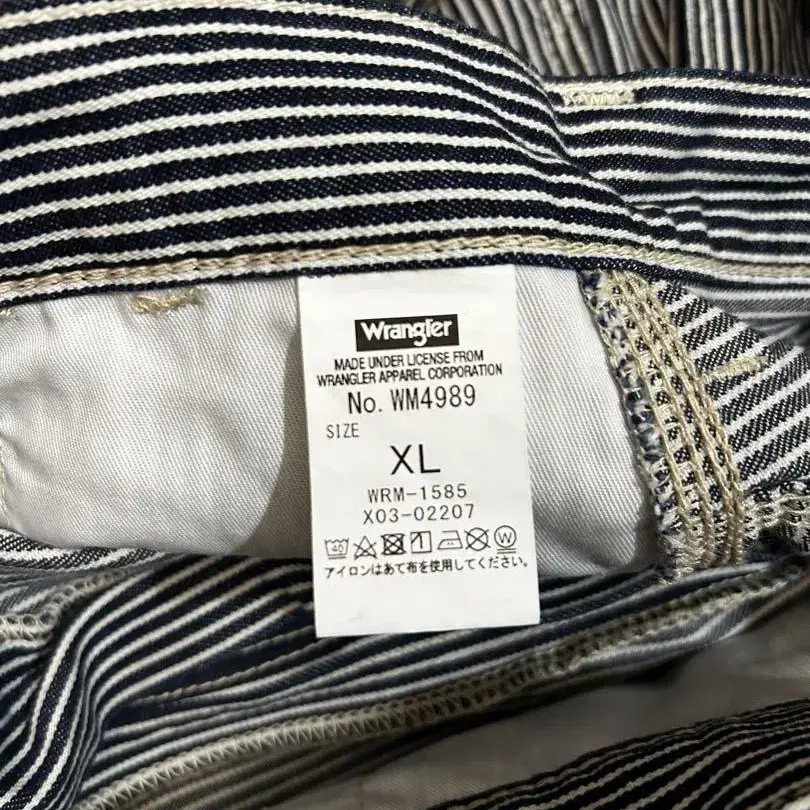 Wrangler
MADE UNDER LICENSE FROM
WRANGLER APPAREL CORPORATION
No. WM4989
SIZE
XL
WRM-1585
X03-02207
40 W
アイロンはあて布を使用してください。